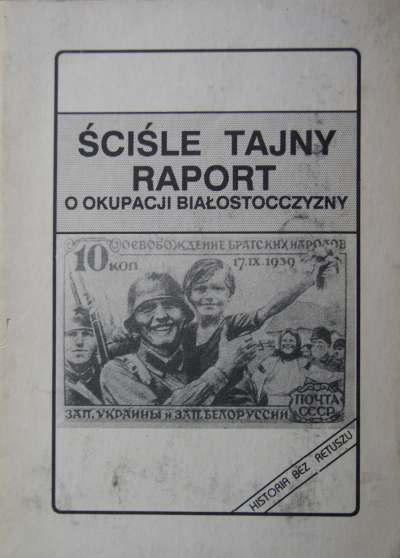 ŚCIŚLE TAJNY
RAPORT
O OKUPACJI BIAŁOSTOCCZYZNY
10 КОП
ОСВОБОЖДЕНИЕ БРАТСКИХ НАРОДОВ
17.IX.1939
ПОЧТА
СССР
ЗАП. УКРАИНЫ и ЗАП. БЕЛОРУССИИ
HISTORIA BEZ RETUSZU